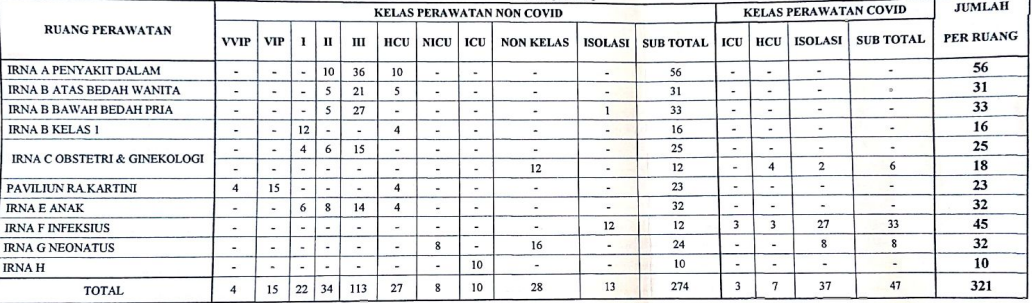 RUANG PERAWATAN | KELAS PERAWATAN NON COVID | KELAS PERAWATAN COVID | JUMLAH PER RUANG
VVIP | VIP | I | II | III | HCU | NICU | ICU | NON KELAS | ISOLASI | SUB TOTAL | ICU | HCU | ISOLASI | SUB TOTAL
IRNA A PENYAKIT DALAM | - | - | - | 10 | 36 | 10 | - | - | - | - | 56 | - | - | - | - | 56
IRNA B ATAS BEDAH WANITA | - | - | - | 5 | 21 | 5 | - | - | - | - | 31 | - | - | - | - | 31
IRNA B BAWAH BEDAH PRIA | - | - | - | 5 | 27 | - | - | - | - | 1 | 33 | - | - | - | - | 33
IRNA B KELAS 1 | - | - | 12 | - | - | 4 | - | - | - | - | 16 | - | - | - | - | 16
IRNA C OBSTETRI & GINEKOLOGI | - | - | 4 | 6 | 15 | - | - | - | - | - | 25 | - | - | - | - | 25
- | - | - | - | - | - | - | - | 12 | - | 12 | - | 4 | 2 | 6 | 18
PAVILIUN RA.KARTINI | 4 | 15 | - | - | - | 4 | - | - | - | - | 23 | - | - | - | - | 23
IRNA E ANAK | - | - | 6 | 8 | 14 | 4 | - | - | - | - | 32 | - | - | - | - | 32
IRNA F INFEKSIUS | - | - | - | - | - | - | - | - | - | 12 | 12 | 3 | 3 | 27 | 33 | 45
IRNA G NEONATUS | - | - | - | - | - | - | 8 | - | 16 | - | 24 | - | - | 8 | 8 | 32
IRNA H | - | - | - | - | - | - | - | 10 | - | - | 10 | - | - | - | - | 10
TOTAL | 4 | 15 | 22 | 34 | 113 | 27 | 8 | 10 | 28 | 13 | 274 | 3 | 7 | 37 | 47 | 321